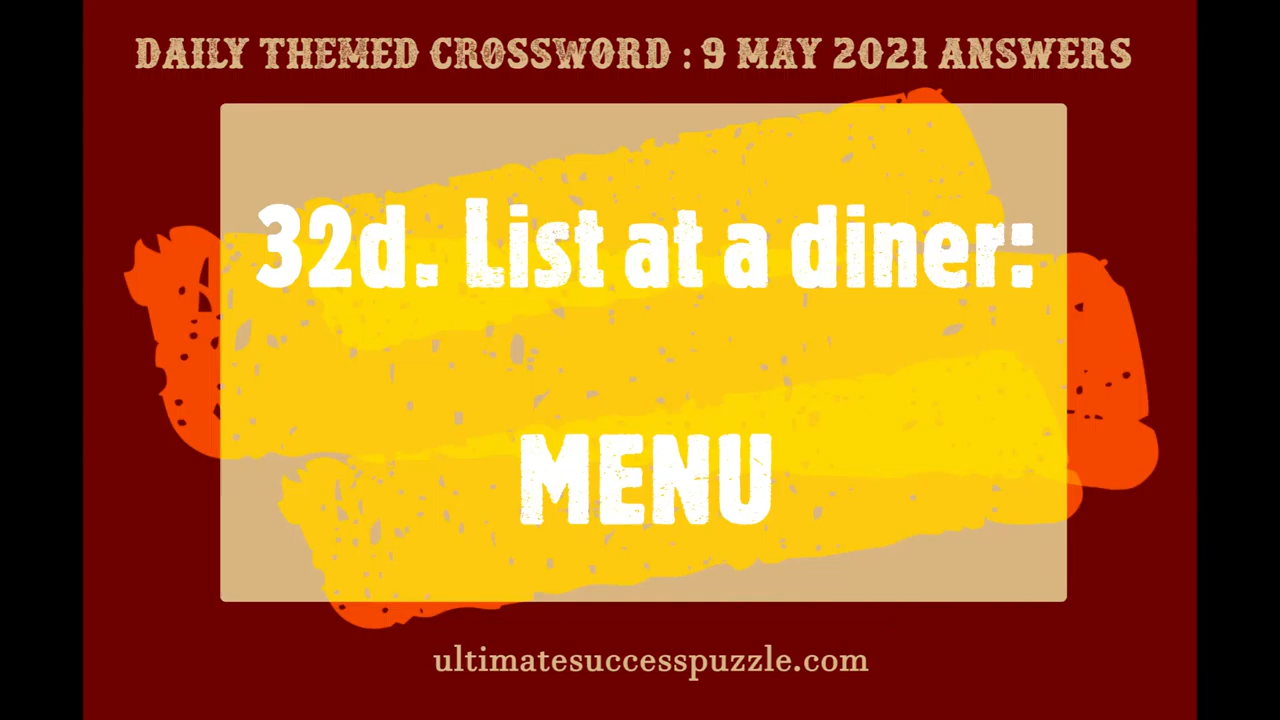 DAILY THEMED CROSSWORD : 9 MAY 2021 ANSWERS
32d. List at a diner:
MENU
ultimatesuccesspuzzle.com